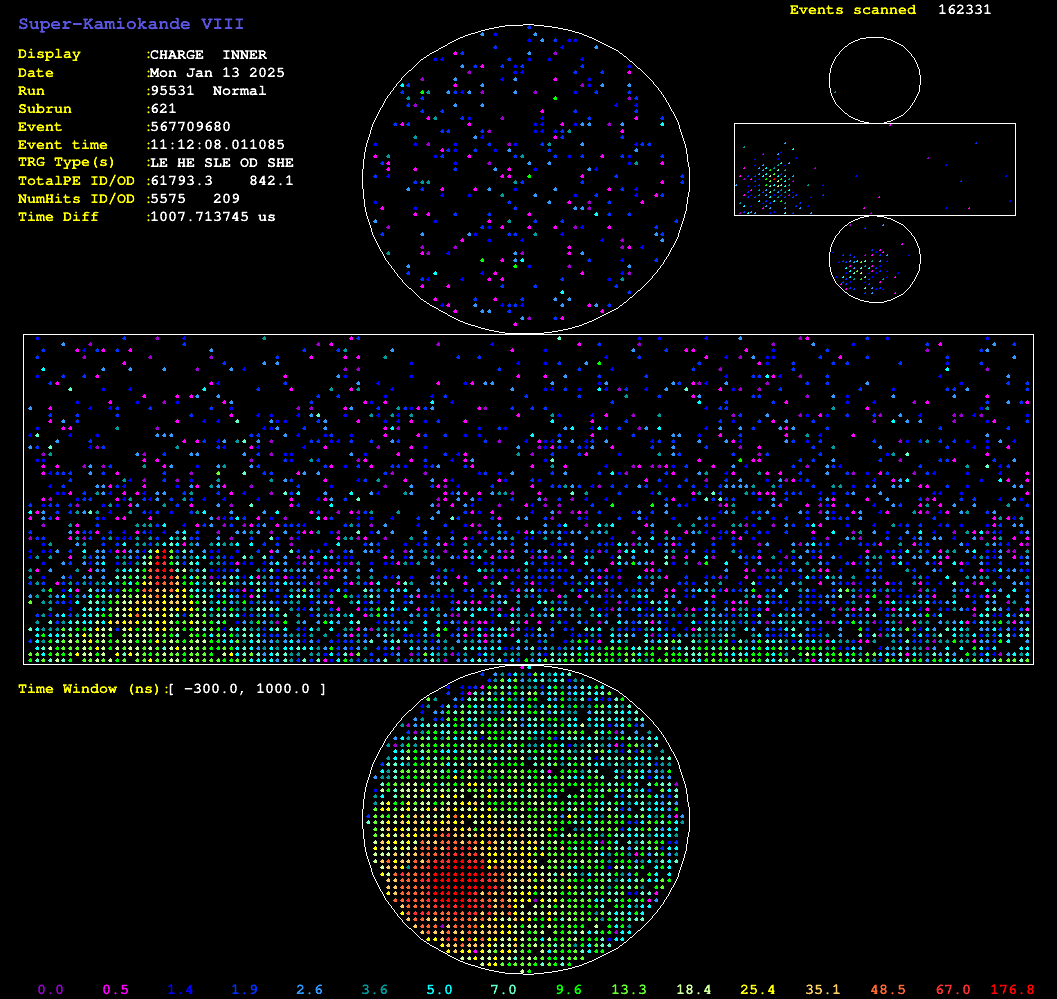 Super-Kamiokande VIII
Events scanned 162331
Display :CHARGE INNER
Date :Mon Jan 13 2025
Run :95531 Normal
Subrun :621
Event :567709680
Event time :11:12:08.011085
TRG Type(s) :LE HE SLE OD SHE
TotalPE ID/OD :61793.3 842.1
NumHits ID/OD :5575 209
Time Diff :1007.713745 us
Time Window (ns):[ -300.0, 1000.0 ]
0.0 0.5 1.4 1.9 2.6 3.6 5.0 7.0 9.6 13.3 18.4 25.4 35.1 48.5 67.0 176.8